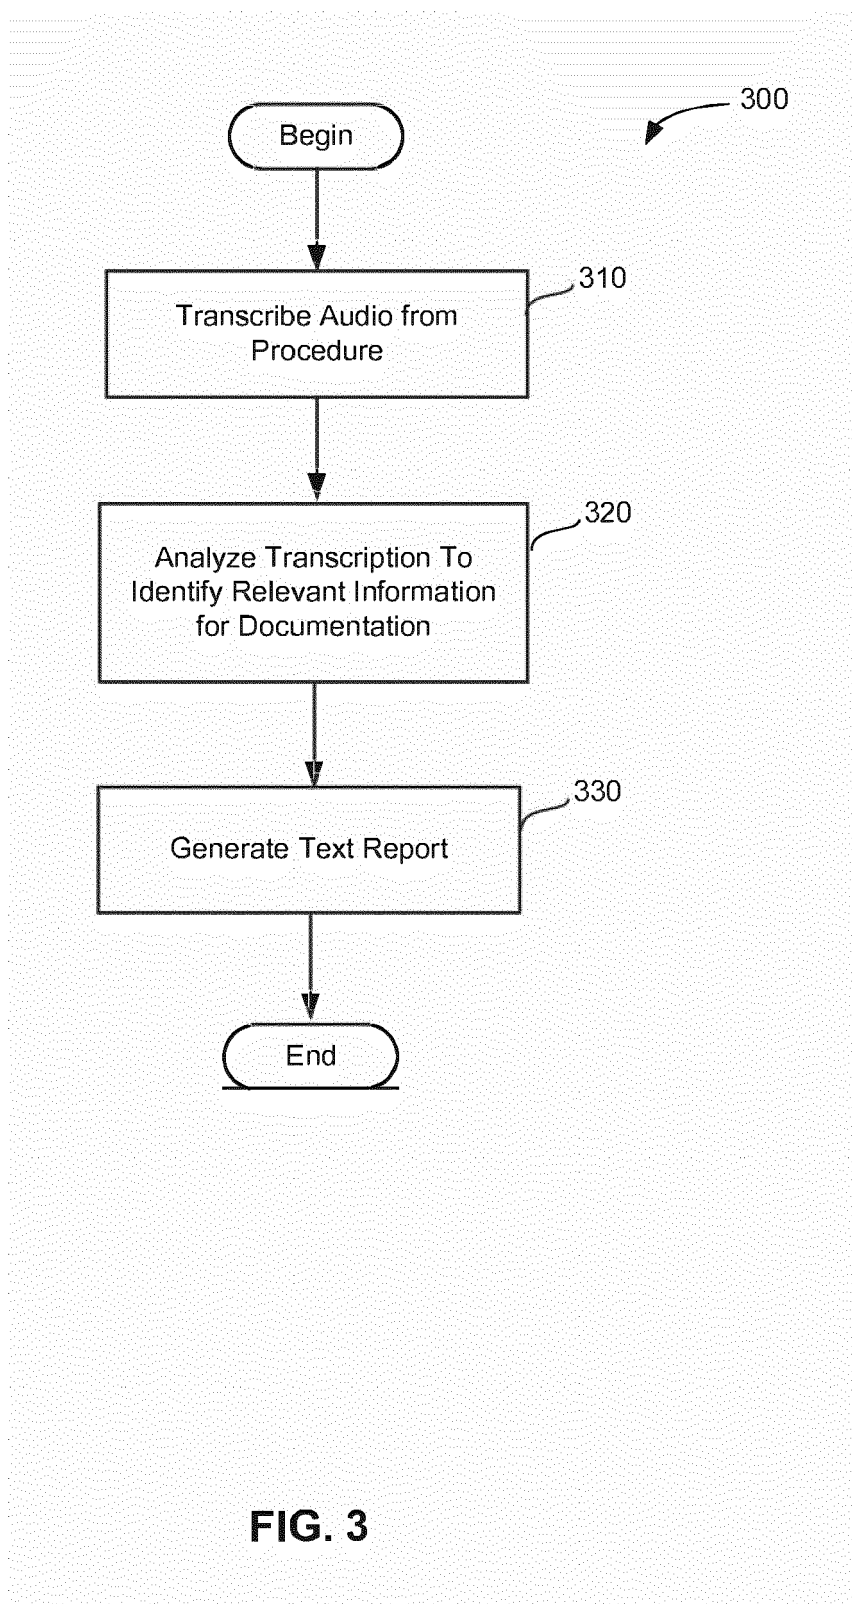 300
Begin
310
Transcribe Audio from
Procedure
320
Analyze Transcription To
Identify Relevant Information
for Documentation
330
Generate Text Report
End
FIG. 3